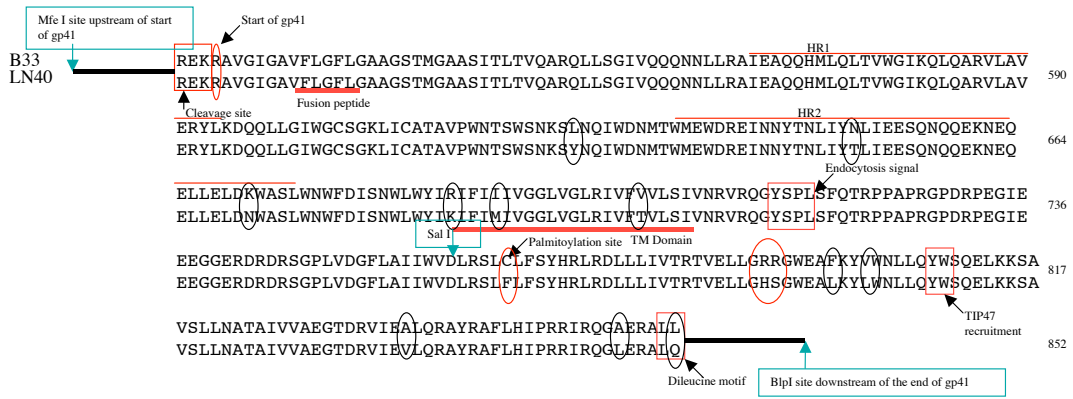 Mfe I site upstream of start
of gp41
Start of gp41
HR1
B33 REKRAVGIGAVFLGFLGAAGSTMGAASITLTVQARQLLSGIVQQQNNLLRAIEAQQHMLQLTVWGIKQLQARVLAV
LN40 REKRAVGIGAVFLGFLGAAGSTMGAASITLTVQARQLLSGIVQQQNNLLRAIEAQQHMLQLTVWGIKQLQARVLAV 590
Cleavage site
Fusion peptide
HR2
ERYLKDQQLLGIWGCSGKLICATAVPWNTSWSNKSLNQIWDNMTWMEWDREINNYTNLIYNLIEESQNQQEKNEQ
ERYLKDQQLLGIWGCSGKLICATAVPWNTSWSNKSYNQIWDNMTWMEWDREINNYTNLIYTLIEESQNQQEKNEQ 664
Endocytosis signal
ELLELDKWASLWNWFDISNWLWYIRIFIIIVGGLVGLRIVFVVLSIVNRVRQGYSPLSFQTRPPAPRGPDRPEGIE
ELLELDNWASLWNWFDISNWLWYIKIFIMIVGGLVGLRIVFTVLSIVNRVRQGYSPLSFQTRPPAPRGPDRPEGIE 736
Sal I
Palmitoylation site
TM Domain
EEGGERDRDRSGPLVDGFLAIIWVDLRSLCLFSYHRLRDLLLIVTRTVELLGRRGWEAFKYVWNLLQYWSQELKKSA
EEGGERDRDRSGPLVDGFLAIIWVDLRSLFLFSYHRLRDLLLIVTRTVELLGHSGWEALKYLWNLLQYWSQELKKSA 817
TIP47
recruitment
VSLLNATAIVVAEGTDRVIEALQRAYRAFLHIPRRIRQGAERALL
VSLLNATAIVVAEGTDRVIEVLQRAYRAFLHIPRRIRQGLERALQ 852
Dileucine motif
BlpI site downstream of the end of gp41